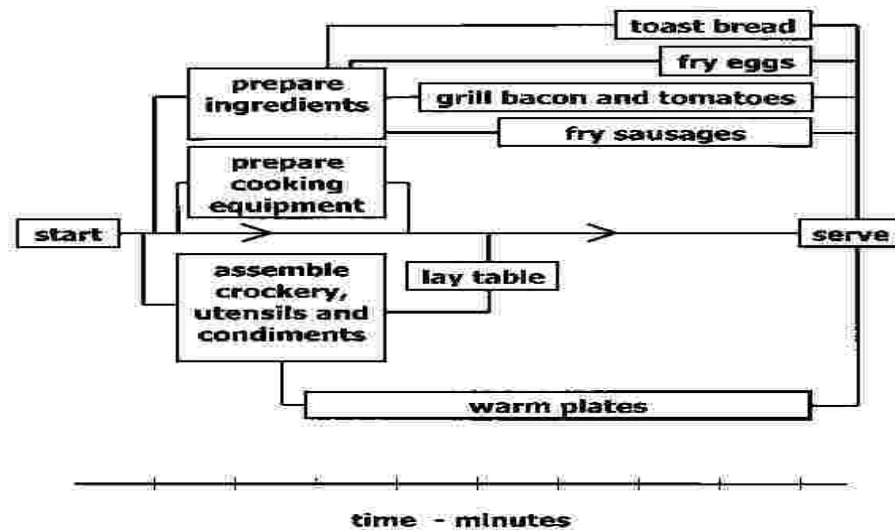 toast bread
fry eggs
prepare
ingredients
grill bacon and tomatoes
fry sausages
prepare
cooking
equipment
start
serve
assemble
crockery,
utensils and
condiments
lay table
warm plates
time - minutes